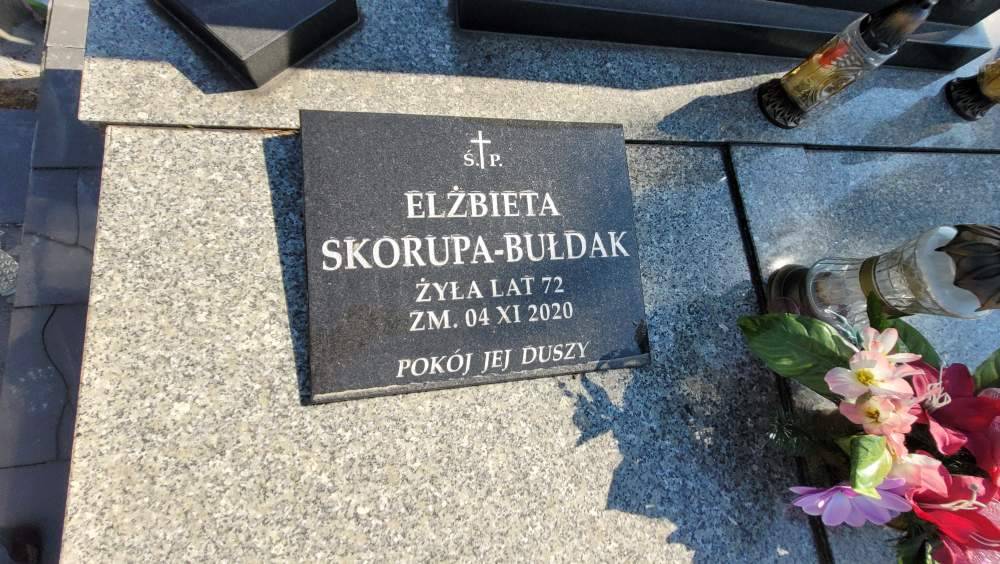 Ś. P.
ELŻBIETA
SKORUPA-BUŁDAK
ŻYŁA LAT 72
ZM. 04 XI 2020
POKÓJ JEJ DUSZY